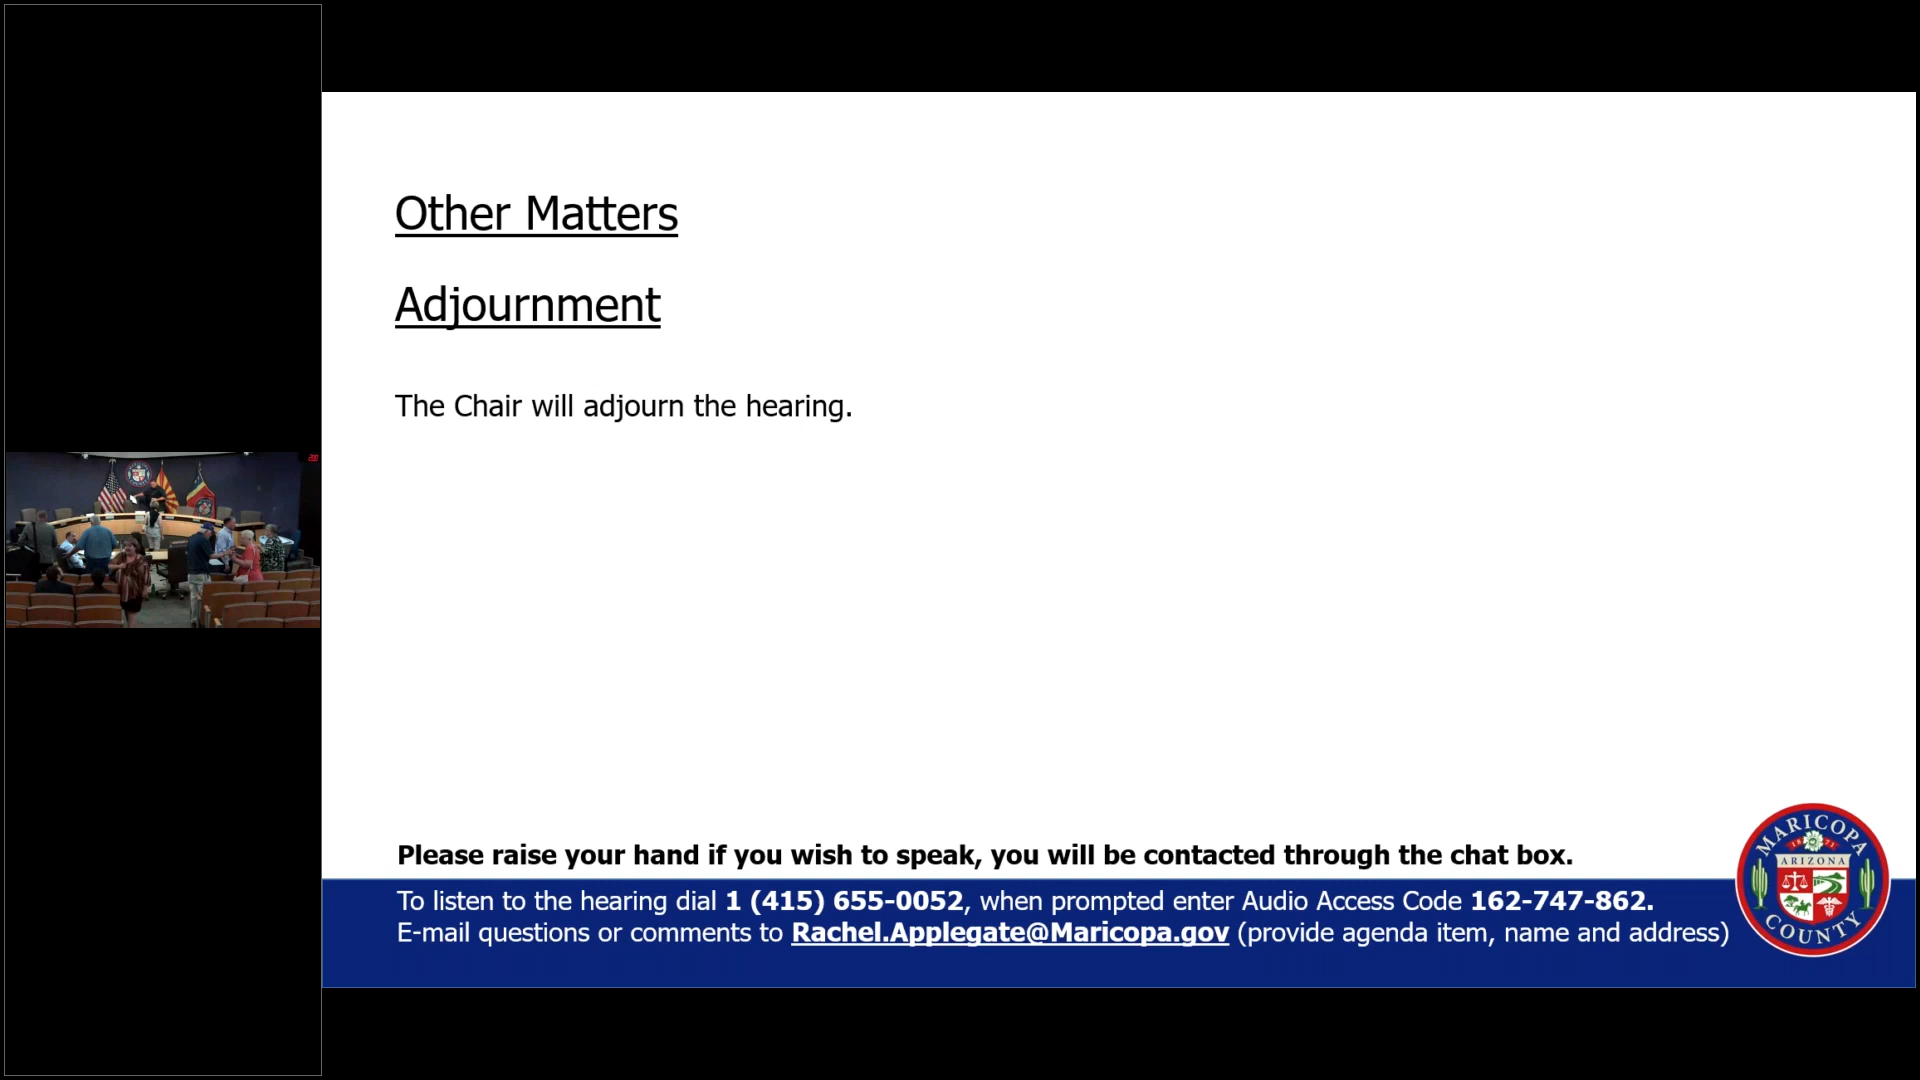 Other Matters
Adjournment
The Chair will adjourn the hearing.
Please raise your hand if you wish to speak, you will be contacted through the chat box.
To listen to the hearing dial 1 (415) 655-0052, when prompted enter Audio Access Code 162-747-862.
E-mail questions or comments to Rachel.Applegate@Maricopa.gov (provide agenda item, name and address)
MARICOPA
1871
ARIZONA
COUNTY